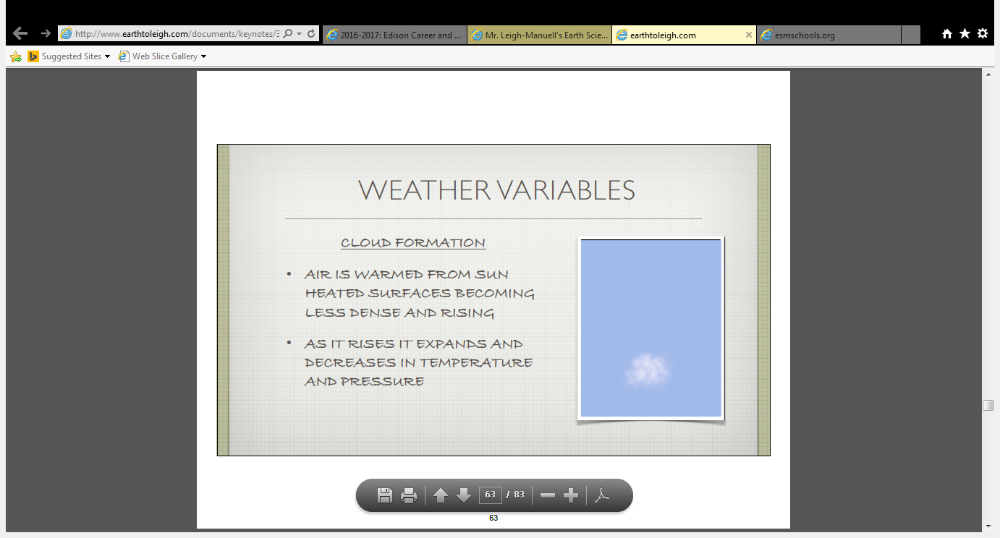 http://www.earthtoleigh.com/documents/keynotes/3
2016-2017: Edison Career and ...
Mr. Leigh-Manuell's Earth Scie...
earthtoleigh.com
esmschools.org
Suggested Sites
Web Slice Gallery
WEATHER VARIABLES
CLOUD FORMATION
• AIR IS WARMED FROM SUN
HEATED SURFACES BECOMING
LESS DENSE AND RISING
• AS IT RISES IT EXPANDS AND
DECREASES IN TEMPERATURE
AND PRESSURE
63 / 83
63